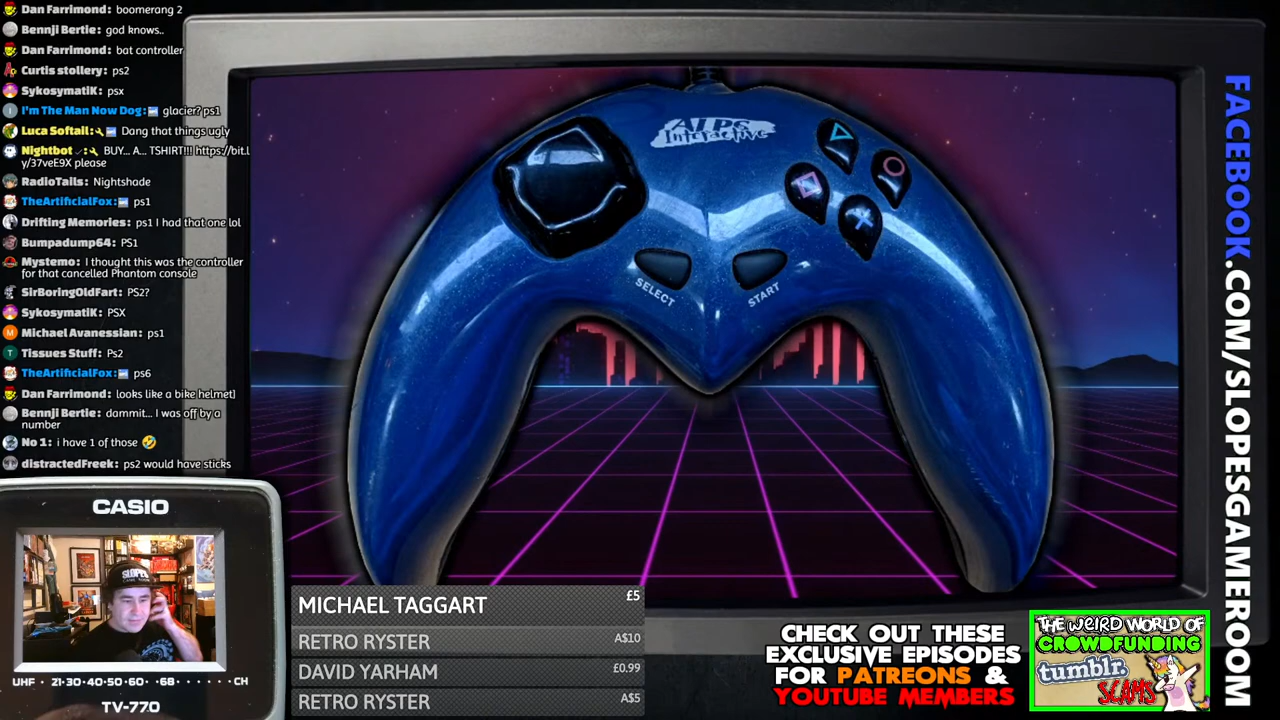 Dan Farrimond: boomerang 2
Bennji Bertie: god knows..
Dan Farrimond: bat controller
Curtis stollery: ps2
SykosymatiK: psx
I'm The Man Now Dog: glacier? ps1
Luca Softail: Dang that things ugly
Nightbot: BUY... A... TSHIRT!!! https://bit.l
y/37veE9X please
RadioTails: Nightshade
TheArtificialFox: ps1
Drifting Memories: ps1 I had that one lol
Bumpadump64: PS1
Mystemo: I thought this was the controller
for that cancelled Phantom console
SirBoringOldFart: PS2?
SykosymatiK: PSX
Michael Avanessian: ps1
Tissues Stuff: Ps2
TheArtificialFox: ps6
Dan Farrimond: looks like a bike helmet!
Bennji Bertie: dammit... I was off by a
number
No 1: i have 1 of those 🤣
distractedFreek: ps2 would have sticks
ALPS
Interactive
SELECT
START
FACEBOOK.COM/SLOPESGAMEROOM
CASIO
SLOPES
UHF • 21·30·40·50·60 • ·68 • • • • • • CH
TV-770
MICHAEL TAGGART £5
RETRO RYSTER A$10
DAVID YARHAM £0.99
RETRO RYSTER A$5
CHECK OUT THESE
EXCLUSIVE EPISODES
FOR PATREONS &
YOUTUBE MEMBERS
THE WEIRD WORLD OF
CROWDFUNDING
tumblr.
SCAMS